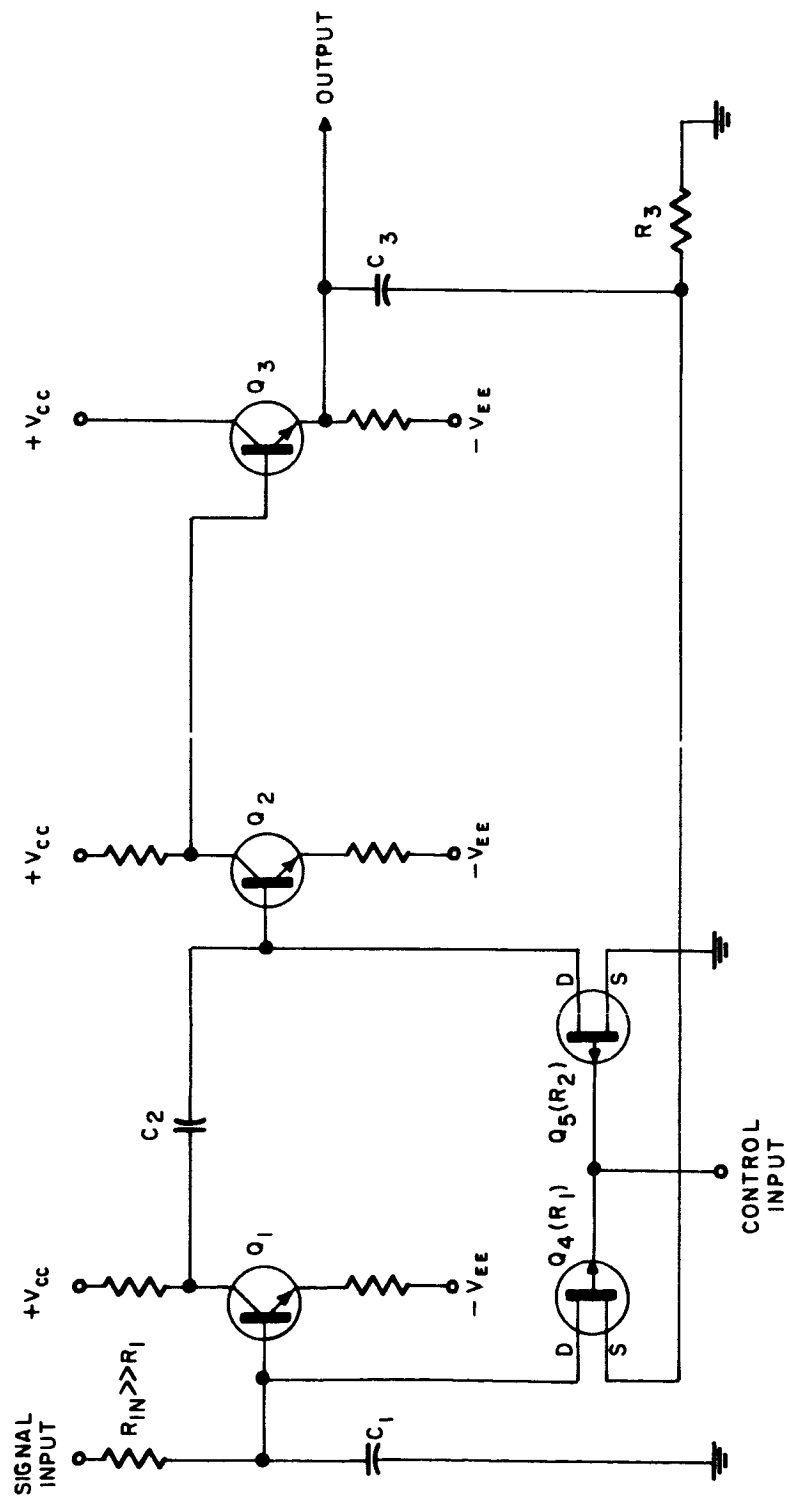 SIGNAL
INPUT
R_IN>>R_1
+V_CC
+V_CC
+V_CC
Q_1
Q_2
Q_3
C_1
C_2
C_3
-V_EE
-V_EE
-V_EE
OUTPUT
D
S
Q_4(R_1)
Q_5(R_2)
D
S
R_3
CONTROL
INPUT